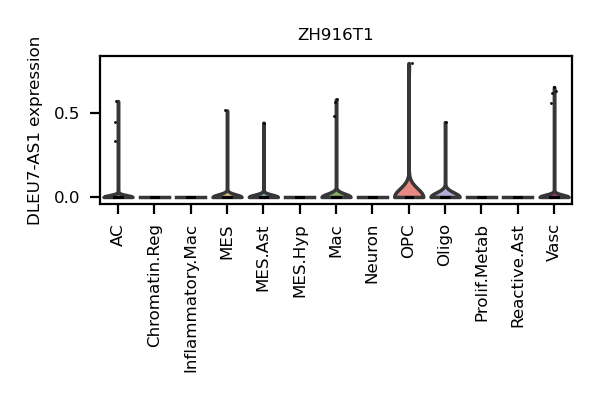 ZH916T1
DLEU7-AS1 expression
0.5
0.0
AC
Chromatin.Reg
Inflammatory.Mac
MES
MES.Ast
MES.Hyp
Mac
Neuron
OPC
Oligo
Prolif.Metab
Reactive.Ast
Vasc